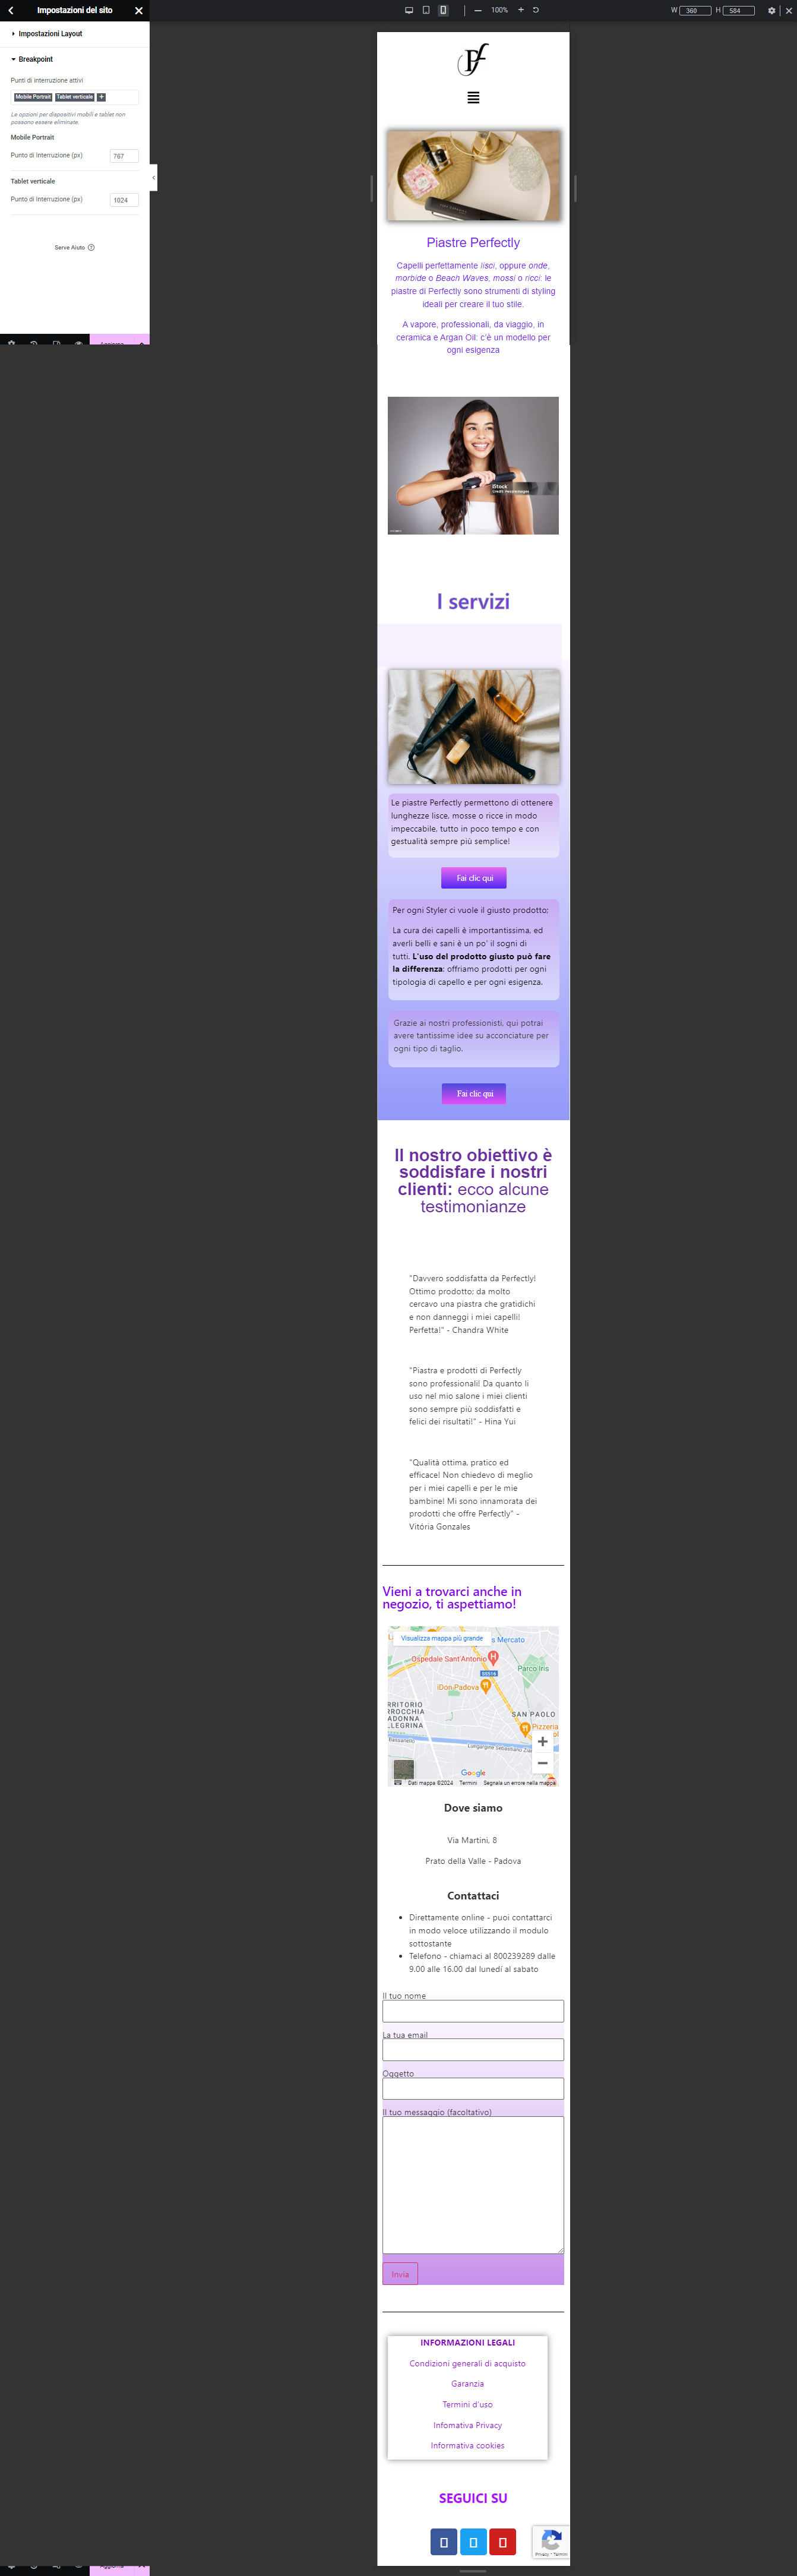 Impostazioni del sito
100%
W 360 H 584
Impostazioni Layout
Breakpoint
Punti di interruzione attivi
Mobile Portrait Tablet verticale +
Le opzioni per dispositivi mobili e tablet non
possono essere eliminate.
Mobile Portrait
Punto di interruzione (px) 767
Tablet verticale
Punto di interruzione (px) 1024
Serve Aiuto
Pf
Piastre Perfectly
Capelli perfettamente lisci, oppure onde,
morbide o Beach Waves, mossi o ricci: le
piastre di Perfectly sono strumenti di styling
ideali per creare il tuo stile.
A vapore, professionali, da viaggio, in
ceramica e Argan Oil: c'è un modello per
ogni esigenza
iStock
I servizi
Le piastre Perfectly permettono di ottenere
lunghezze lisce, mosse o ricce in modo
impeccabile, tutto in poco tempo e con
gestualità sempre più semplice!
Fai clic qui
Per ogni Styler ci vuole il giusto prodotto;
La cura dei capelli è importantissima, ed
averli belli e sani è un po' il sogni di
tutti. L'uso del prodotto giusto può fare
la differenza: offriamo prodotti per ogni
tipologia di capello e per ogni esigenza.
Grazie ai nostri professionisti, qui potrai
avere tantissime idee su acconciature per
ogni tipo di taglio.
Fai clic qui
Il nostro obiettivo è
soddisfare i nostri
clienti: ecco alcune
testimonianze
"Davvero soddisfatta da Perfectly!
Ottimo prodotto; da molto
cercavo una piastra che gratidichi
e non danneggi i miei capelli!
Perfetta!" - Chandra White
"Piastra e prodotti di Perfectly
sono professionali! Da quanto li
uso nel mio salone i miei clienti
sono sempre più soddisfatti e
felici dei risultati!" - Hina Yui
"Qualità ottima, pratico ed
efficace! Non chiedevo di meglio
per i miei capelli e per le mie
bambine! Mi sono innamorata dei
prodotti che offre Perfectly" -
Vitória Gonzales
Vieni a trovarci anche in
negozio, ti aspettiamo!
Visualizza mappa più grande
Mercato
Ospedale Sant'Antonio
Parco Iris
SS516
iDon Padova
RRITORIO
RROCCHIA
ADONNA
LLEGRINA
SAN PAOLO
Pizzeria
Lungargine
Google
Dati mappa ©2024 Termini Segnala un errore nella mappa
Dove siamo
Via Martini, 8
Prato della Valle - Padova
Contattaci
Direttamente online - puoi contattarci
in modo veloce utilizzando il modulo
sottostante
Telefono - chiamaci al 800239289 dalle
9.00 alle 16.00 dal lunedí al sabato
Il tuo nome
La tua email
Oggetto
Il tuo messaggio (facoltativo)
Invia
INFORMAZIONI LEGALI
Condizioni generali di acquisto
Garanzia
Termini d'uso
Infomativa Privacy
Informativa cookies
SEGUICI SU
Privacy - Termini